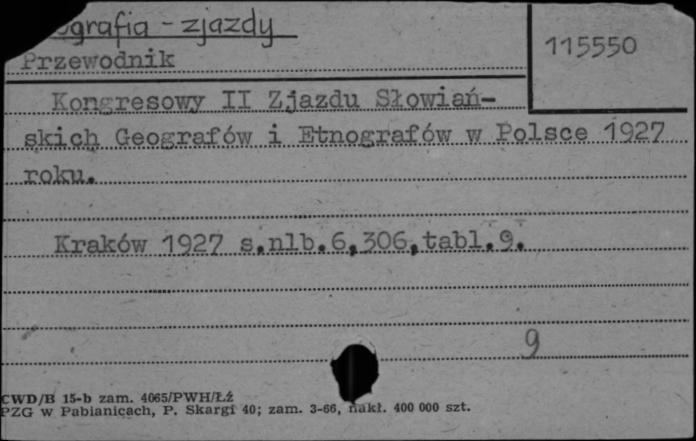 ografia - zjazdy
115550
Przewodnik
Kongresowy II Zjazdu Słowiań-
skich Geografów i Etnografów w Polsce 1927
roku.
Kraków 1927 s.nlb.6,306,tabl.9.
9
CWD/B 15-b zam. 4065/PWH/Łź
PZG w Pabianicach, P. Skargi 40; zam. 3-66, nakł. 400 000 szt.